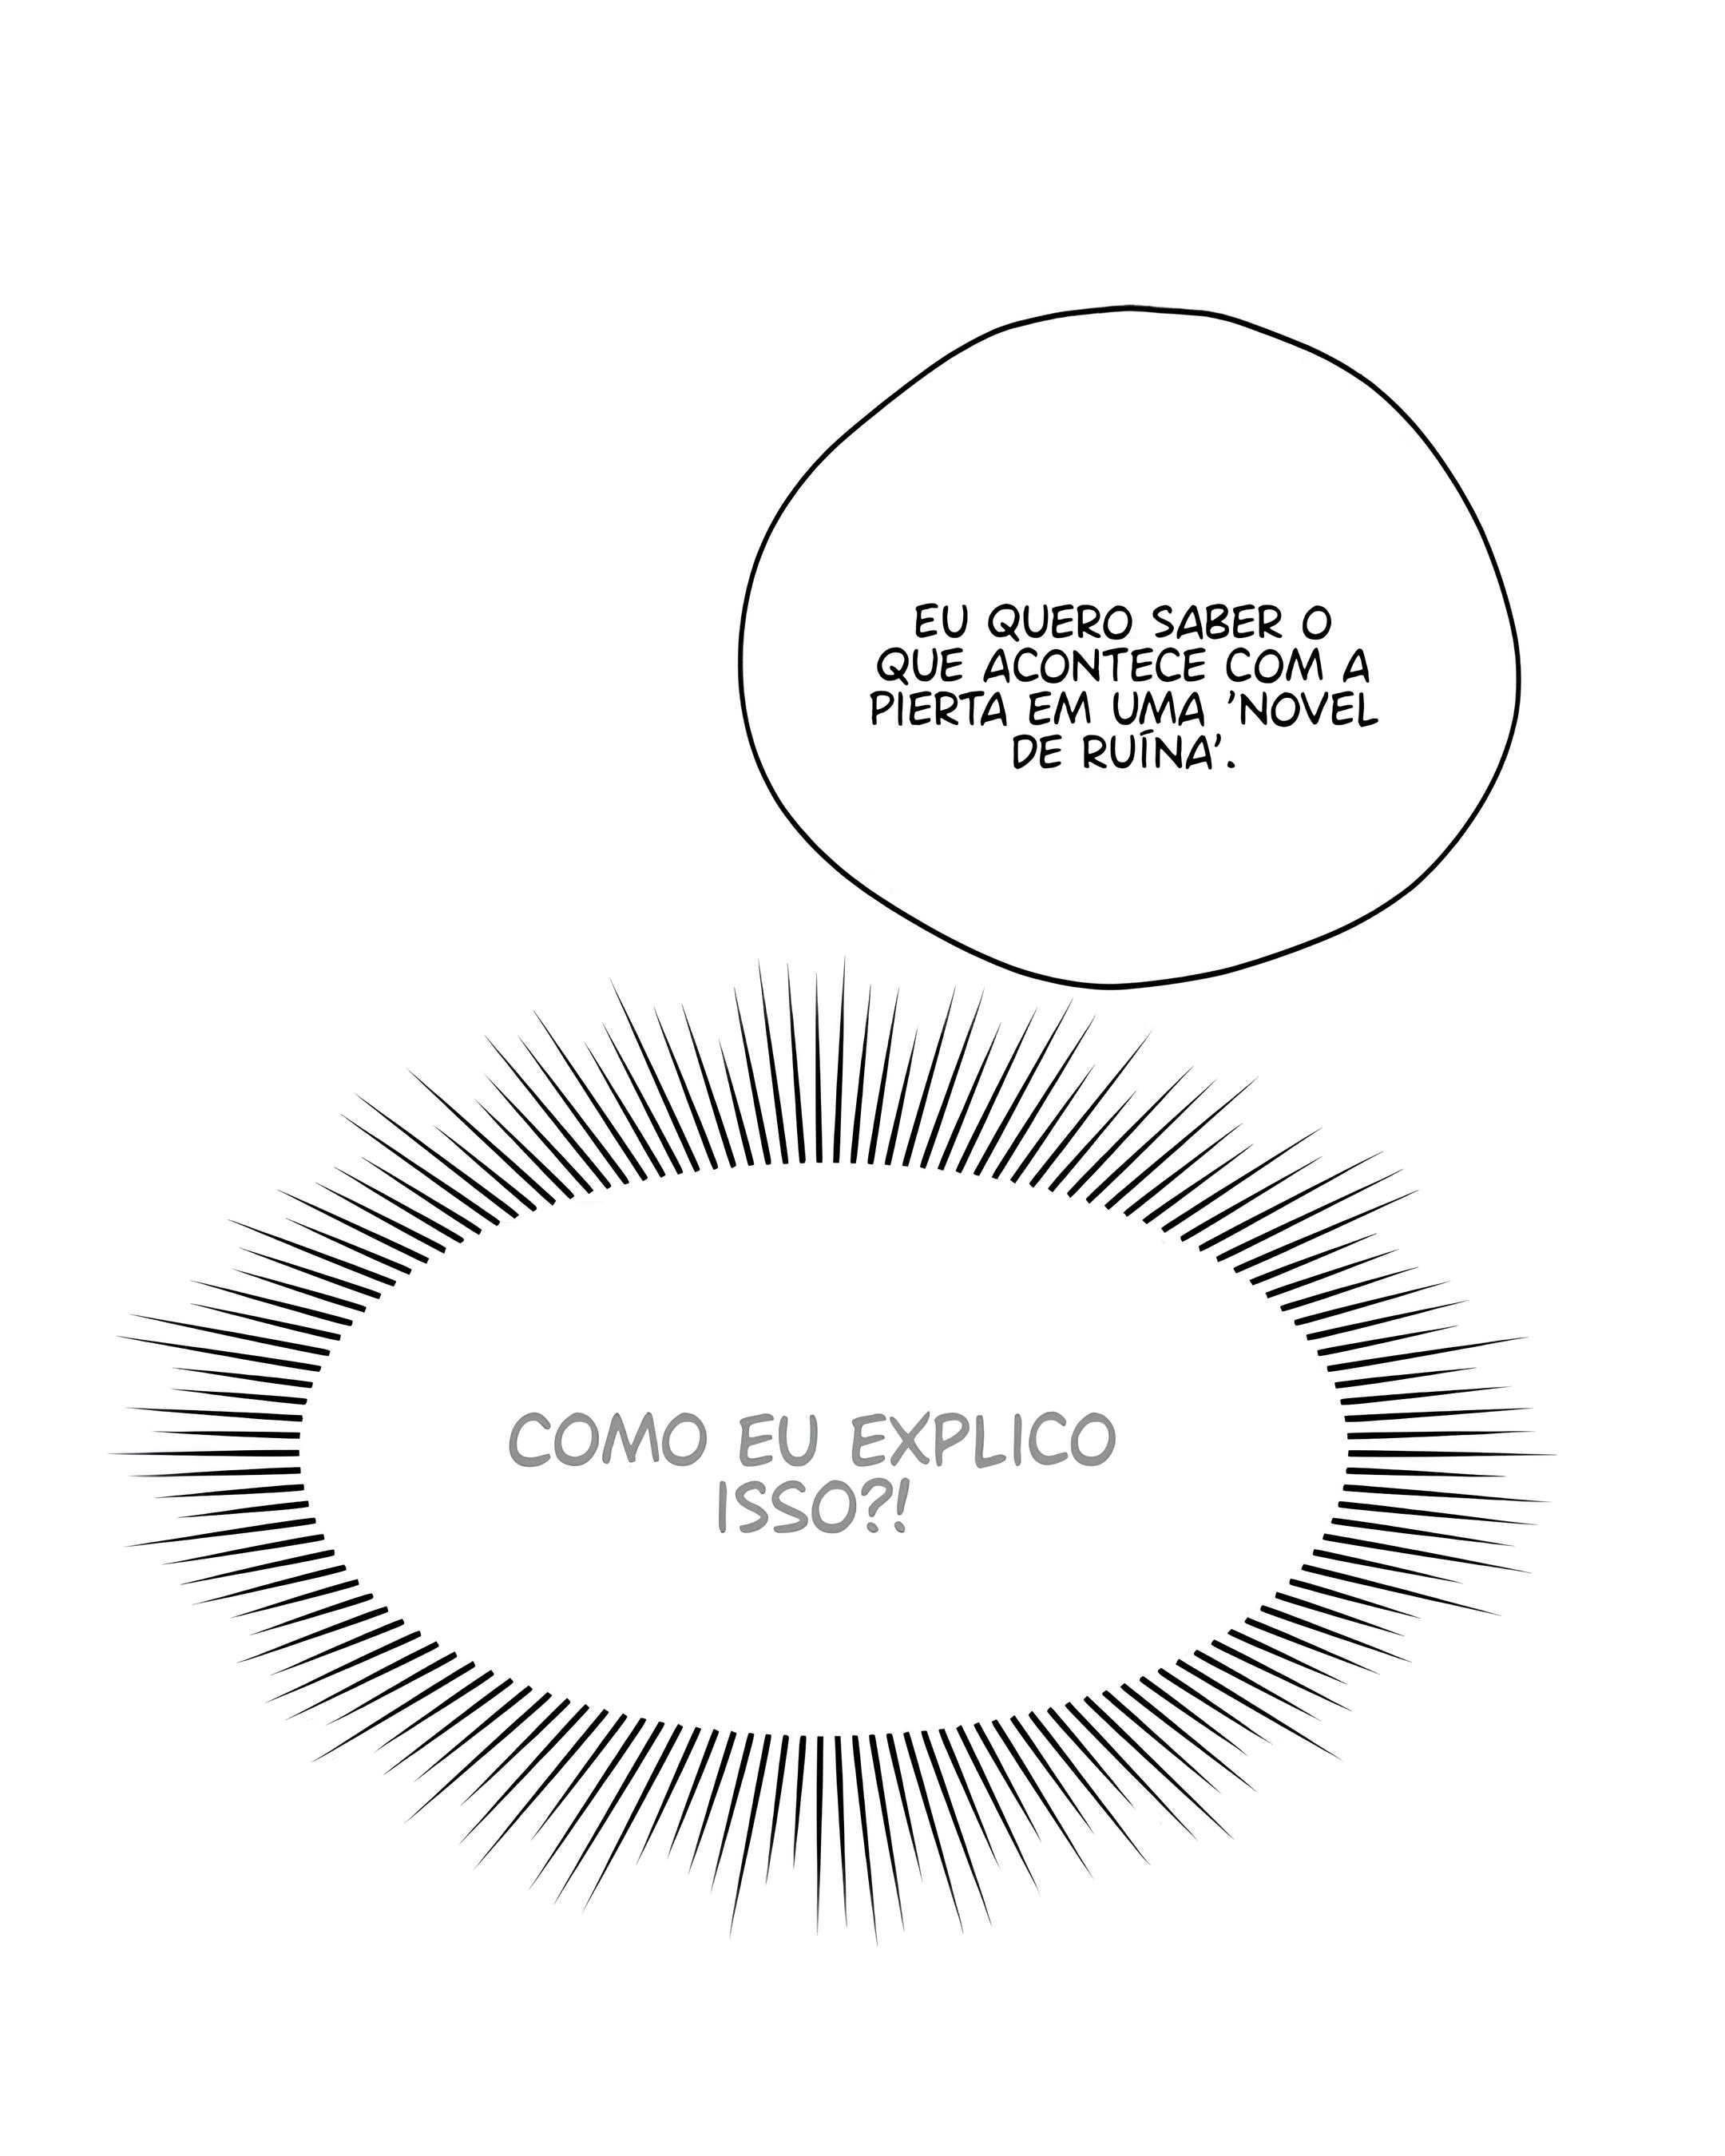 EU QUERO SABER O
QUE ACONTECE COM A
PIERTA EM UMA 'NOVEL
DE RUÍNA'.
COMO EU EXPLICO
ISSO?!